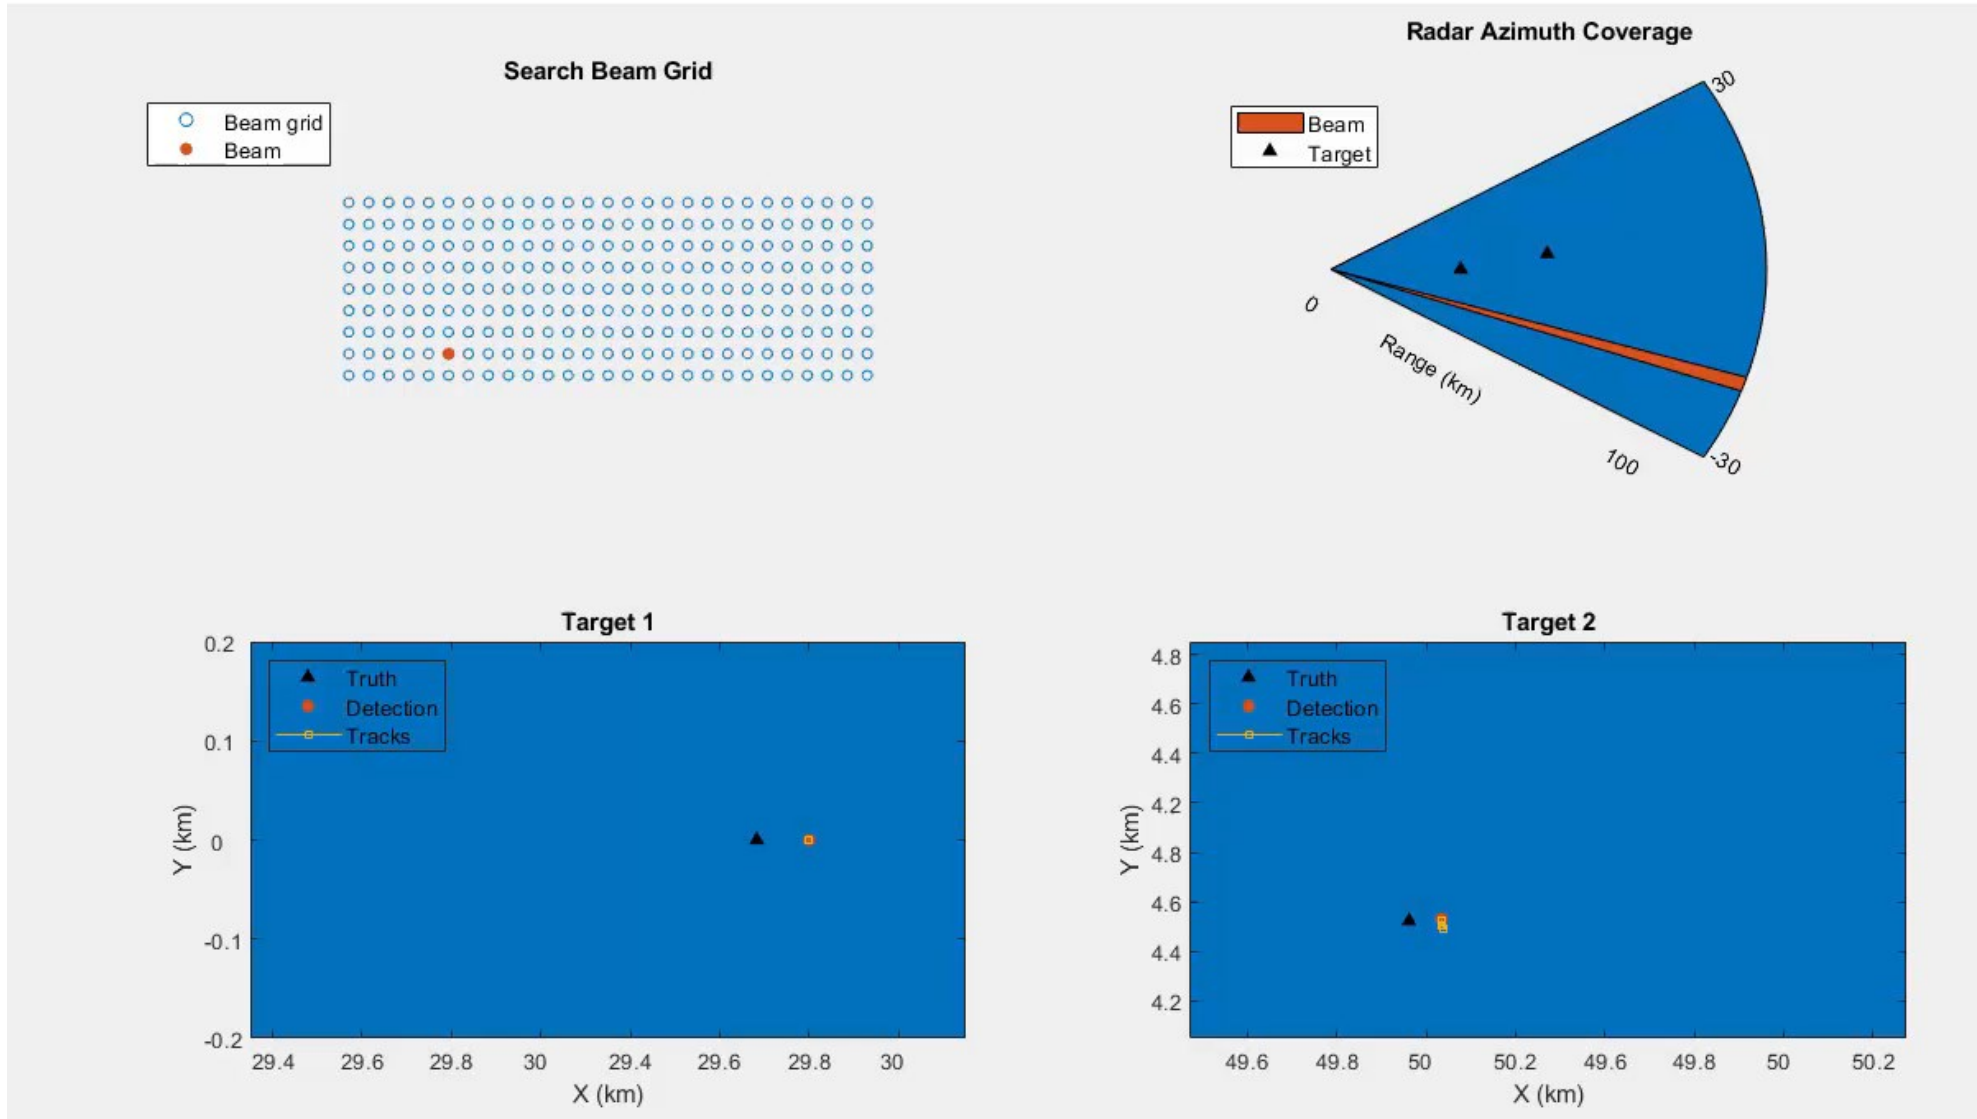 Search Beam Grid
Beam grid
Beam
Radar Azimuth Coverage
Beam
Target
30
0
Range (km)
100
-30
Target 1
Truth
Detection
Tracks
0.2
0.1
0
-0.1
-0.2
Y (km)
29.4 29.6 29.8 30 29.4 29.6 29.8 30
X (km)
Target 2
Truth
Detection
Tracks
4.8
4.6
4.4
4.2
4.8
4.6
4.4
4.2
Y (km)
49.6 49.8 50 50.2 49.6 49.8 50 50.2
X (km)